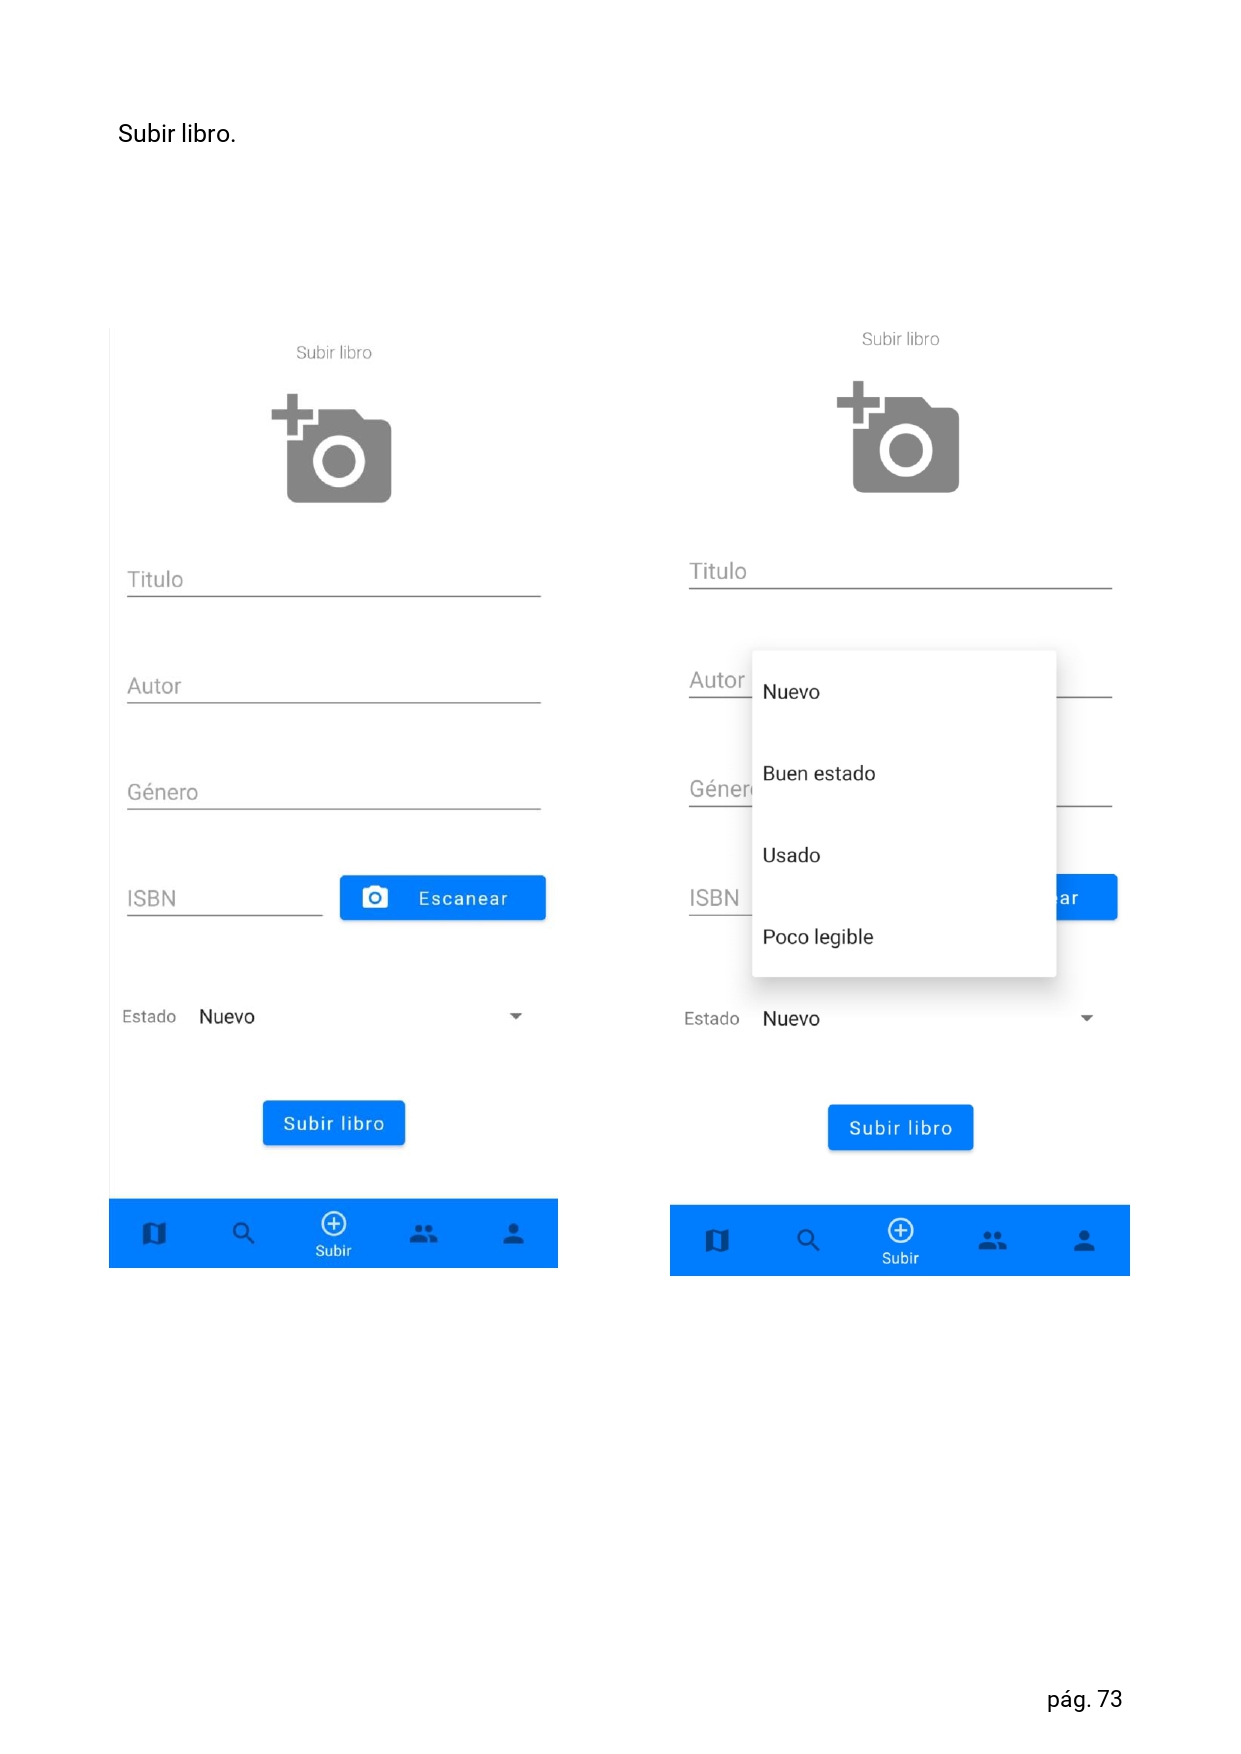 Subir libro.
Subir libro
Titulo
Autor
Género
ISBN
Escanear
Estado Nuevo
Subir libro
Subir
Subir libro
Titulo
Autor
Nuevo
Buen estado
Géner
Usado
ISBN
ar
Poco legible
Estado Nuevo
Subir libro
Subir
pág. 73